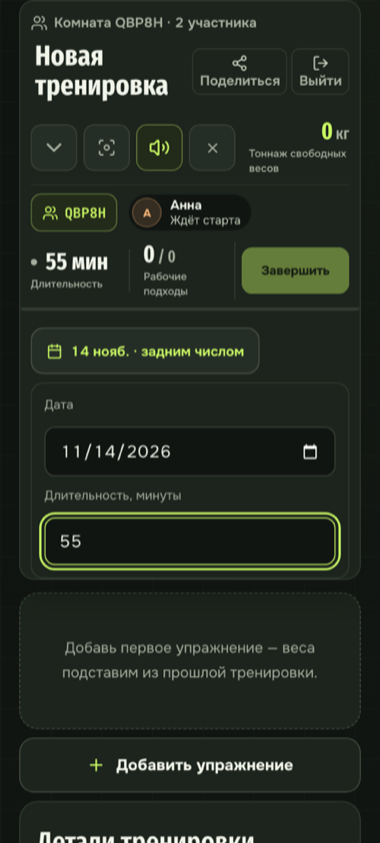 Комната QBP8H · 2 участника
Новая
тренировка
Поделиться
Выйти
0 кг
Тоннаж свободных
весов
QBP8H
А
Анна
Ждёт старта
55 мин
Длительность
0 / 0
Рабочие
подходы
Завершить
14 нояб. · задним числом
Дата
11/14/2026
Длительность, минуты
55
Добавь первое упражнение — веса
подставим из прошлой тренировки.
+ Добавить упражнение
Детали тренировки